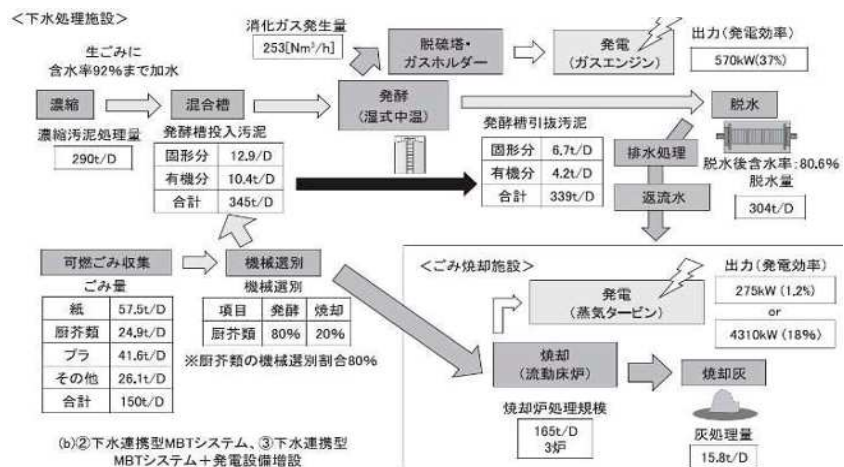 ＜下水処理施設＞
生ごみに
含水率92%まで加水
濃縮
混合槽
濃縮汚泥処理量
290t/D
発酵槽投入汚泥
固形分 12.9/D
有機分 10.4t/D
合計 345t/D
消化ガス発生量
253[Nm³/h]
脱硫塔・
ガスホルダー
発電
(ガスエンジン)
出力(発電効率)
570kW(37%)
発酵
(湿式中温)
脱水
発酵槽引抜汚泥
固形分 6.7t/D
有機分 4.2t/D
合計 339t/D
排水処理
返流水
脱水後含水率:80.6%
脱水量
304t/D
可燃ごみ収集
機械選別
ごみ量
紙 57.5t/D
厨芥類 24.9t/D
プラ 41.6t/D
その他 26.1t/D
合計 150t/D
機械選別
項目 発酵 焼却
厨芥類 80% 20%
※厨芥類の機械選別割合80%
＜ごみ焼却施設＞
発電
(蒸気タービン)
出力(発電効率)
275kW (1.2%)
or
4310kW (18%)
焼却
(流動床炉)
焼却灰
焼却炉処理規模
165t/D
3炉
灰処理量
15.8t/D
(b)②下水連携型MBTシステム、③下水連携型
MBTシステム＋発電設備増設